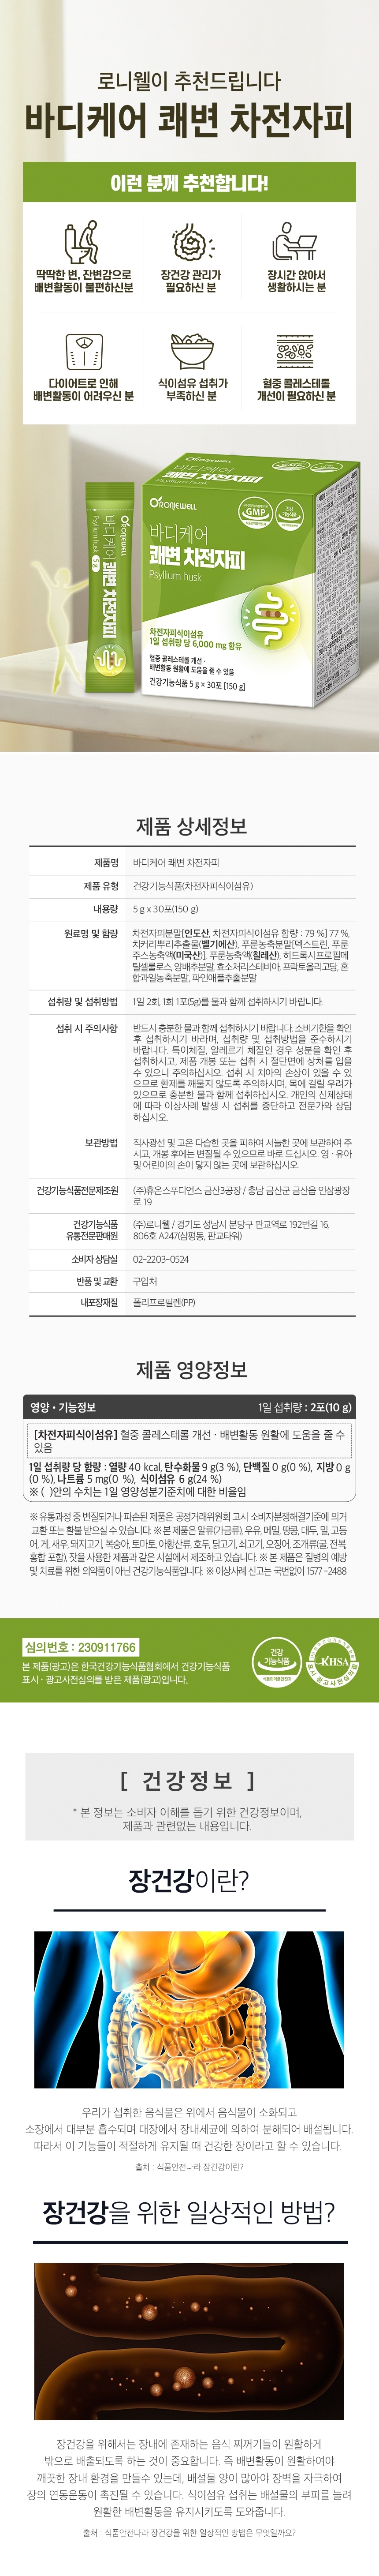 로니웰이 추천드립니다
바디케어 쾌변 차전자피
이런 분께 추천합니다!
딱딱한 변, 잔변감으로
배변활동이 불편하신분
장건강 관리가
필요하신 분
장시간 앉아서
생활하시는 분
다이어트로 인해
배변활동이 어려우신 분
식이섬유 섭취가
부족하신 분
혈중 콜레스테롤
개선이 필요하신 분
RONEWELL
바디케어
쾌변 차전자피
Psyllium husk
바디케어
쾌변 차전자피
Psyllium husk
RONEWELL
GMP
건강
기능식품
바디케어
쾌변 차전자피
Psyllium husk
차전자피식이섬유
1일 섭취량 당 6,000 mg 함유
혈중 콜레스테롤 개선 ·
배변활동 원활에 도움을 줄 수 있음
건강기능식품 5 g × 30포 [150 g]
제품 상세정보
제품명 바디케어 쾌변 차전자피
제품 유형 건강기능식품(차전자피식이섬유)
내용량 5 g x 30포(150 g)
원료명 및 함량 차전자피분말[인도산, 차전자피식이섬유 함량 : 79 %] 77 %,
치커리뿌리추출물(벨기에산), 푸룬농축분말[덱스트린, 푸룬
주스농축액(미국산)], 푸룬농축액(칠레산), 히드록시프로필메
틸셀룰로스, 양배추분말, 효소처리스테비아, 프락토올리고당, 혼
합과일농축분말, 파인애플추출분말
섭취량 및 섭취방법 1일 2회, 1회 1포(5g)를 물과 함께 섭취하시기 바랍니다.
섭취 시 주의사항 반드시 충분한 물과 함께 섭취하시기 바랍니다. 소비기한을 확인
후 섭취하시기 바라며, 섭취량 및 섭취방법을 준수하시기
바랍니다. 특이체질, 알레르기 체질인 경우 성분을 확인 후
섭취하시고, 제품 개봉 또는 섭취 시 절단면에 상처를 입을
수 있으니 주의하십시오. 섭취 시 치아의 손상이 있을 수 있
으므로 환제를 깨물지 않도록 주의하시며, 목에 걸릴 우려가
있으므로 충분한 물과 함께 섭취하십시오. 개인의 신체상태
에 따라 이상사례 발생 시 섭취를 중단하고 전문가와 상담
하십시오.
보관방법 직사광선 및 고온 다습한 곳을 피하여 서늘한 곳에 보관하여 주
시고, 개봉 후에는 변질될 수 있으므로 바로 드십시오. 영·유아
및 어린이의 손이 닿지 않는 곳에 보관하십시오.
건강기능식품전문제조원 (주)휴온스푸디언스 금산3공장 / 충남 금산군 금산읍 인삼광장
로 19
건강기능식품
유통전문판매원 (주)로니웰 / 경기도 성남시 분당구 판교역로 192번길 16,
806호 A247(삼평동, 판교타워)
소비자 상담실 02-2203-0524
반품 및 교환 구입처
내포장재질 폴리프로필렌(PP)
제품 영양정보
영양·기능정보 1일 섭취량 : 2포(10 g)
[차전자피식이섬유] 혈중 콜레스테롤 개선 · 배변활동 원활에 도움을 줄 수
있음
1일 섭취량 당 함량 : 열량 40 kcal, 탄수화물 9 g(3 %), 단백질 0 g(0 %), 지방 0 g
(0 %), 나트륨 5 mg(0 %), 식이섬유 6 g(24 %)
※ ( )안의 수치는 1일 영양성분기준치에 대한 비율임
※ 유통과정 중 변질되거나 파손된 제품은 공정거래위원회 고시 소비자분쟁해결기준에 의거
교환 또는 환불 받으실 수 있습니다. ※ 본 제품은 알류(가금류), 우유, 메밀, 땅콩, 대두, 밀, 고등
어, 게, 새우, 돼지고기, 복숭아, 토마토, 아황산류, 호두, 닭고기, 쇠고기, 오징어, 조개류(굴, 전복,
홍합 포함), 잣을 사용한 제품과 같은 시설에서 제조하고 있습니다. ※ 본 제품은 질병의 예방
및 치료를 위한 의약품이 아닌 건강기능식품입니다. ※ 이상사례 신고는 국번없이 1577-2488
심의번호 : 230911766
본 제품(광고)은 한국건강기능식품협회에서 건강기능식품
표시·광고사전심의를 받은 제품(광고)입니다.
건강
기능식품
식품의약품안전처
KHSA
표시·광고 사전심의필
[ 건강정보 ]
* 본 정보는 소비자 이해를 돕기 위한 건강정보이며,
제품과 관련없는 내용입니다.
장건강이란?
우리가 섭취한 음식물은 위에서 음식물이 소화되고
소장에서 대부분 흡수되며 대장에서 장내세균에 의하여 분해되어 배설됩니다.
따라서 이 기능들이 적절하게 유지될 때 건강한 장이라고 할 수 있습니다.
출처 : 식품안전나라 장건강이란?
장건강을 위한 일상적인 방법?
장건강을 위해서는 장내에 존재하는 음식 찌꺼기들이 원활하게
밖으로 배출되도록 하는 것이 중요합니다. 즉 배변활동이 원활하여야
깨끗한 장내 환경을 만들수 있는데, 배설물 양이 많아야 장벽을 자극하여
장의 연동운동이 촉진될 수 있습니다. 식이섬유 섭취는 배설물의 부피를 늘려
원활한 배변활동을 유지시키도록 도와줍니다.
출처 : 식품안전나라 장건강을 위한 일상적인 방법은 무엇일까요?